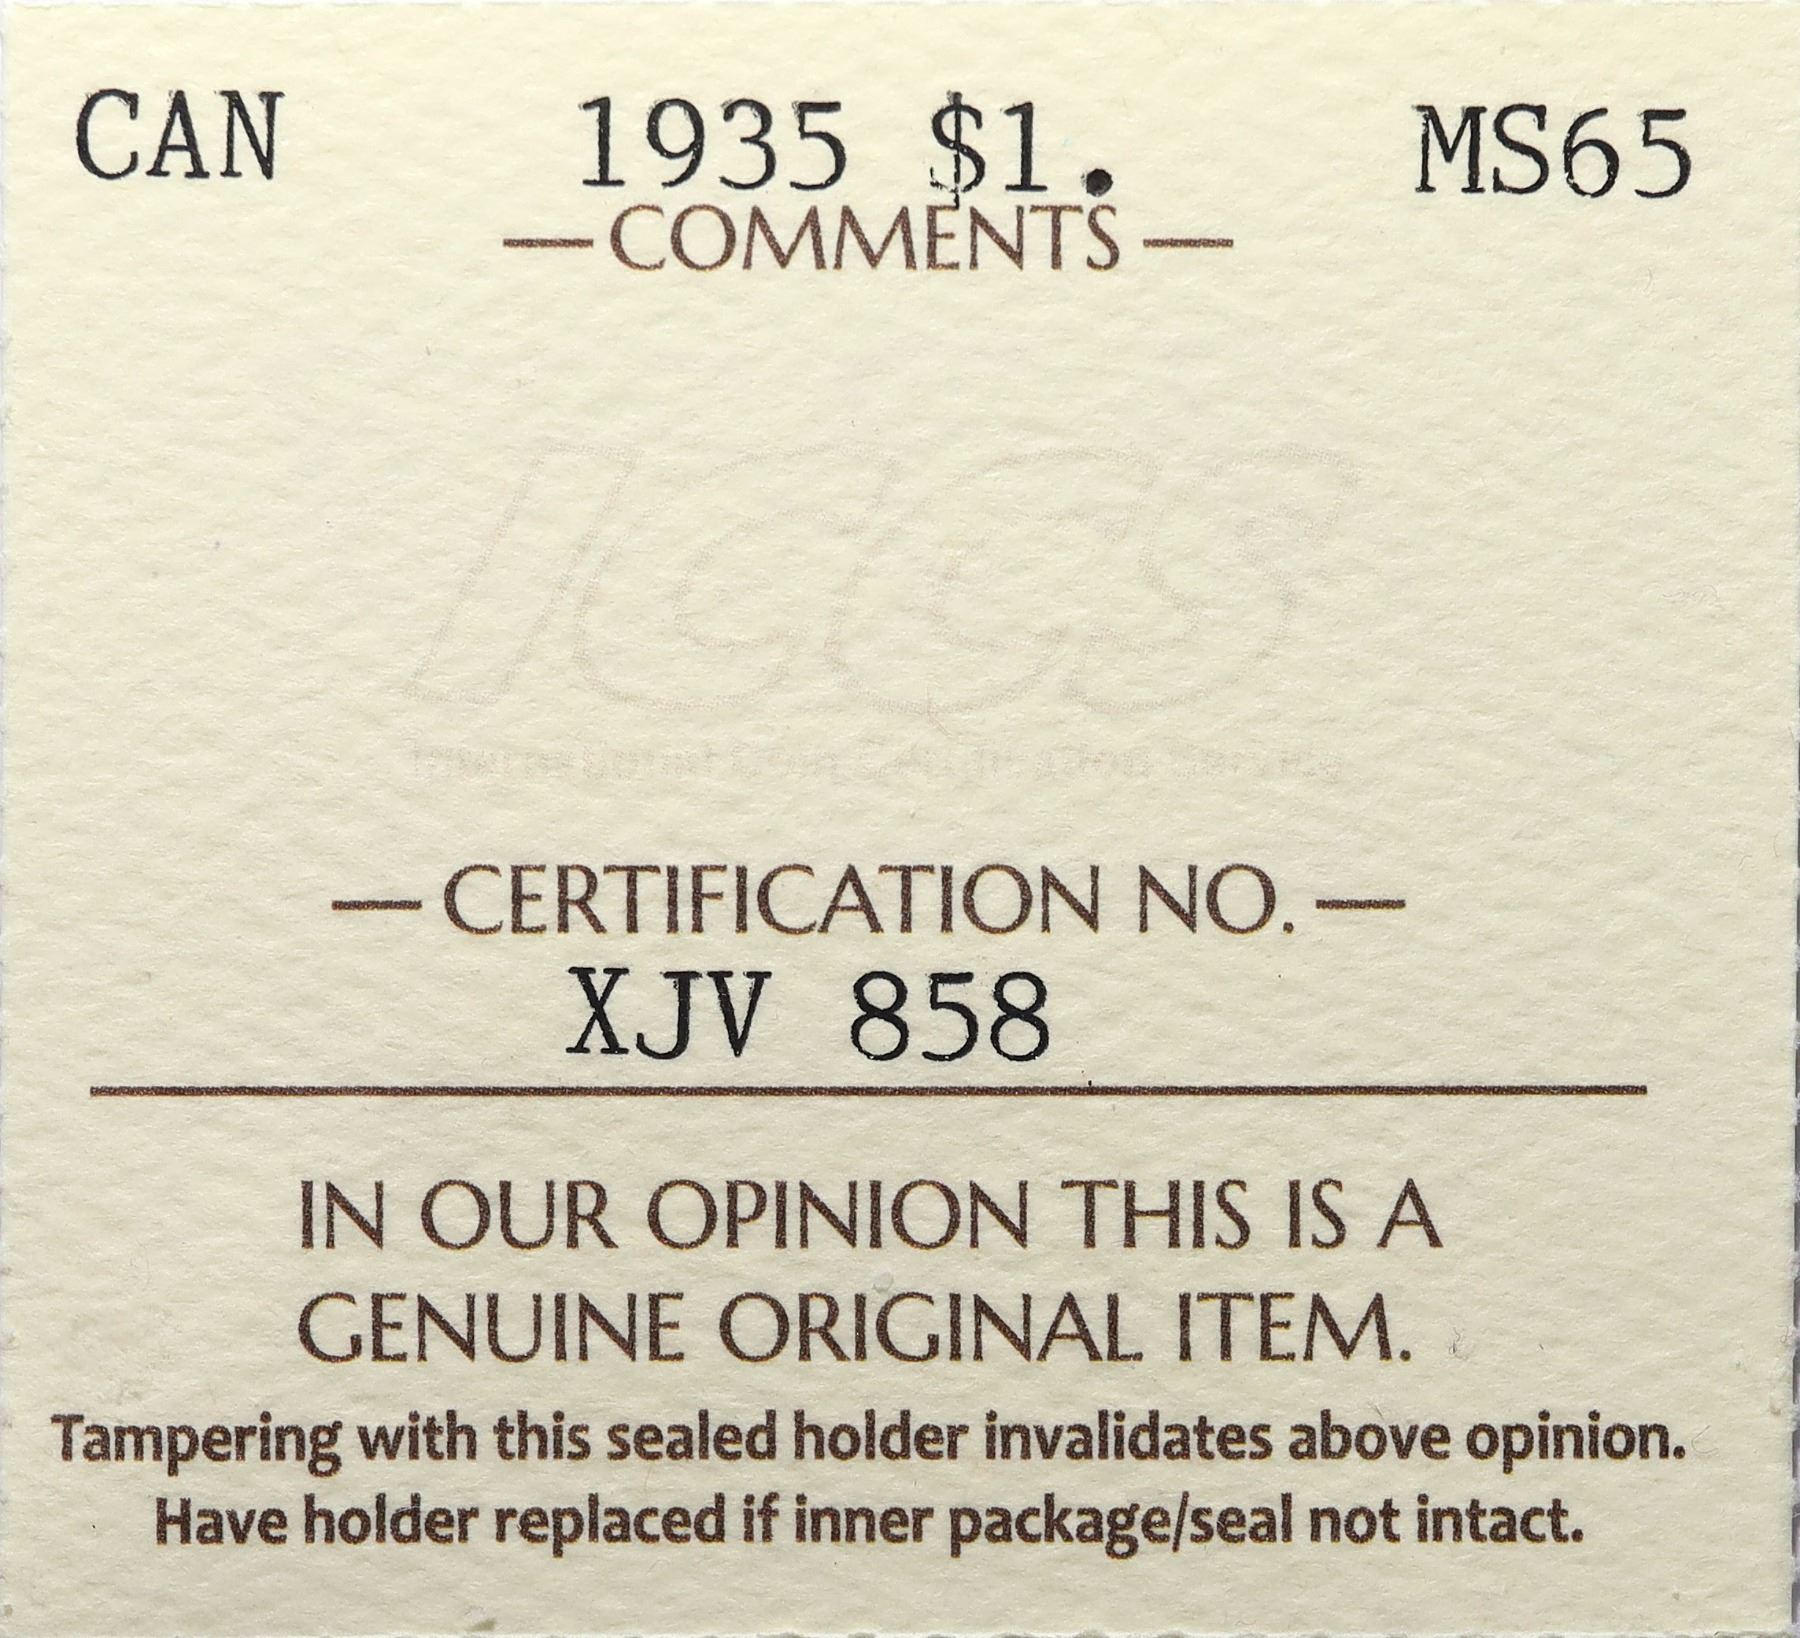 CAN 1935 $1. MS65
— COMMENTS —
ICCS
— CERTIFICATION NO. —
XJV 858
IN OUR OPINION THIS IS A
GENUINE ORIGINAL ITEM.
Tampering with this sealed holder invalidates above opinion.
Have holder replaced if inner package/seal not intact.